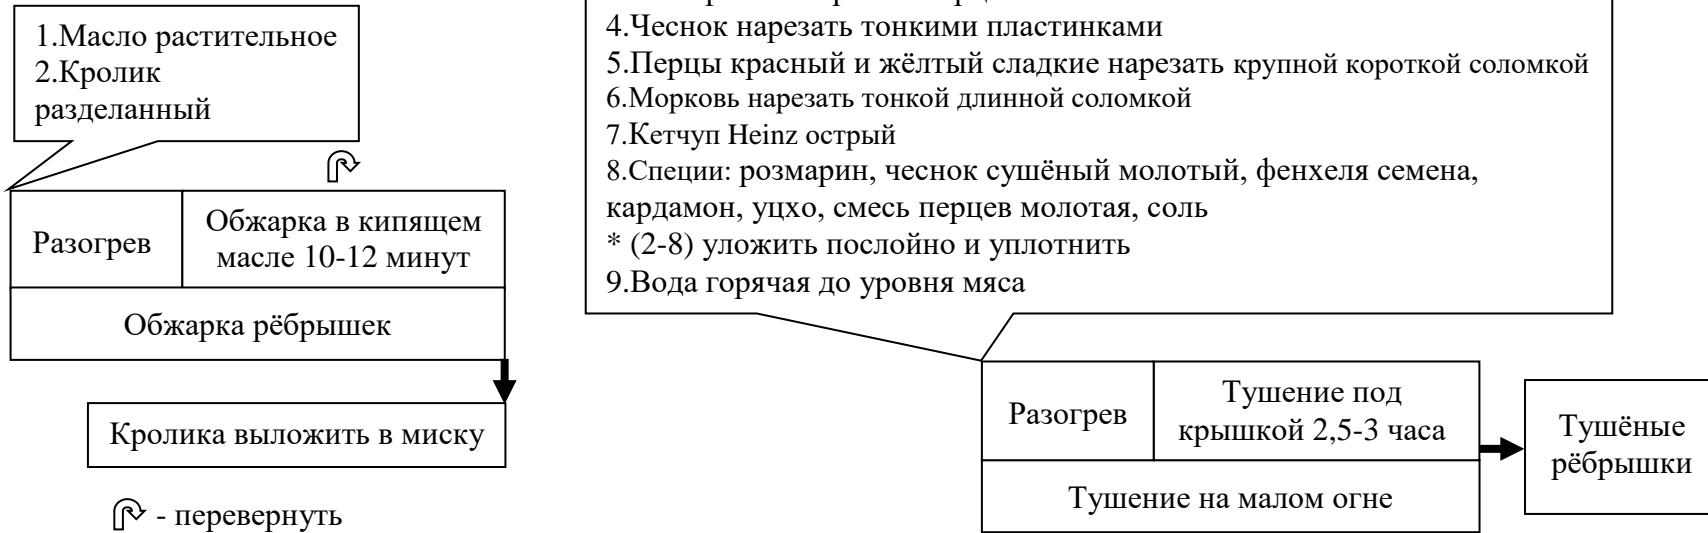 1.Масло растительное
2.Кролик
разделанный
Разогрев
Обжарка в кипящем
масле 10-12 минут
Обжарка рёбрышек
Кролика выложить в миску
- перевернуть
4.Чеснок нарезать тонкими пластинками
5.Перцы красный и жёлтый сладкие нарезать крупной короткой соломкой
6.Морковь нарезать тонкой длинной соломкой
7.Кетчуп Heinz острый
8.Специи: розмарин, чеснок сушёный молотый, фенхеля семена,
кардамон, уцхо, смесь перцев молотая, соль
* (2-8) уложить послойно и уплотнить
9.Вода горячая до уровня мяса
Разогрев
Тушение под
крышкой 2,5-3 часа
Тушение на малом огне
Тушёные
рёбрышки